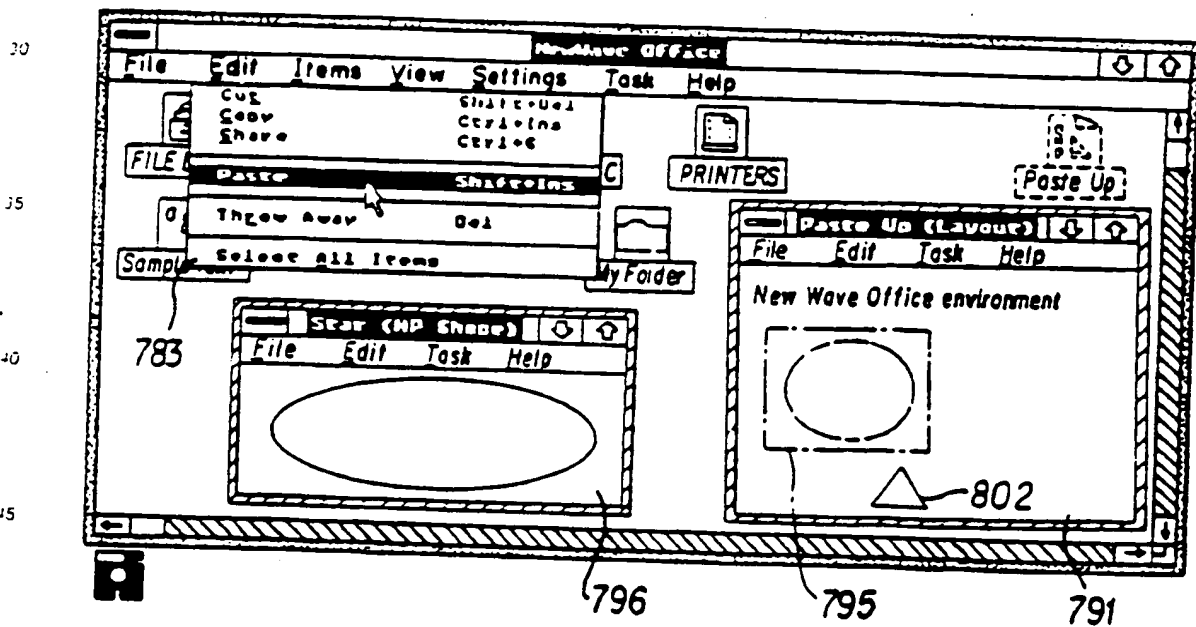 30
NewWave Office
File Edit Items View Settings Task Help
Cut Shift+Del
Copy Ctrl+Ins
Share Ctrl+S
FILE
C
PRINTERS
Paste Up
Paste Shift+Ins
35
Throw Away Del
Paste Up (Layout)
File Edit Task Help
Select All Items
My Folder
New Wave Office environment
Star (HP Shape)
File Edit Task Help
783
40
802
45
796
795
791